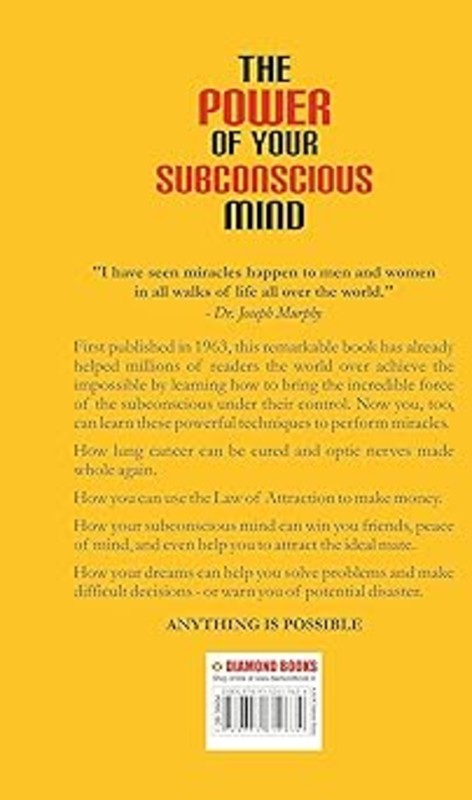 THE
POWER
OF YOUR
SUBCONSCIOUS
MIND
"I have seen miracles happen to men and women
in all walks of life all over the world."
- Dr. Joseph Murphy
First published in 1963, this remarkable book has already
helped millions of readers the world over achieve the
impossible by learning how to bring the incredible force
of the subconscious under their control. Now you, too,
can learn these powerful techniques to perform miracles.
How lung cancer can be cured and optic nerves made
whole again.
How you can use the Law of Attraction to make money.
How your subconscious mind can win you friends, peace
of mind, and even help you to attract the ideal mate.
How your dreams can help you solve problems and make
difficult decisions - or warn you of potential disaster.
ANYTHING IS POSSIBLE
DIAMOND BOOKS